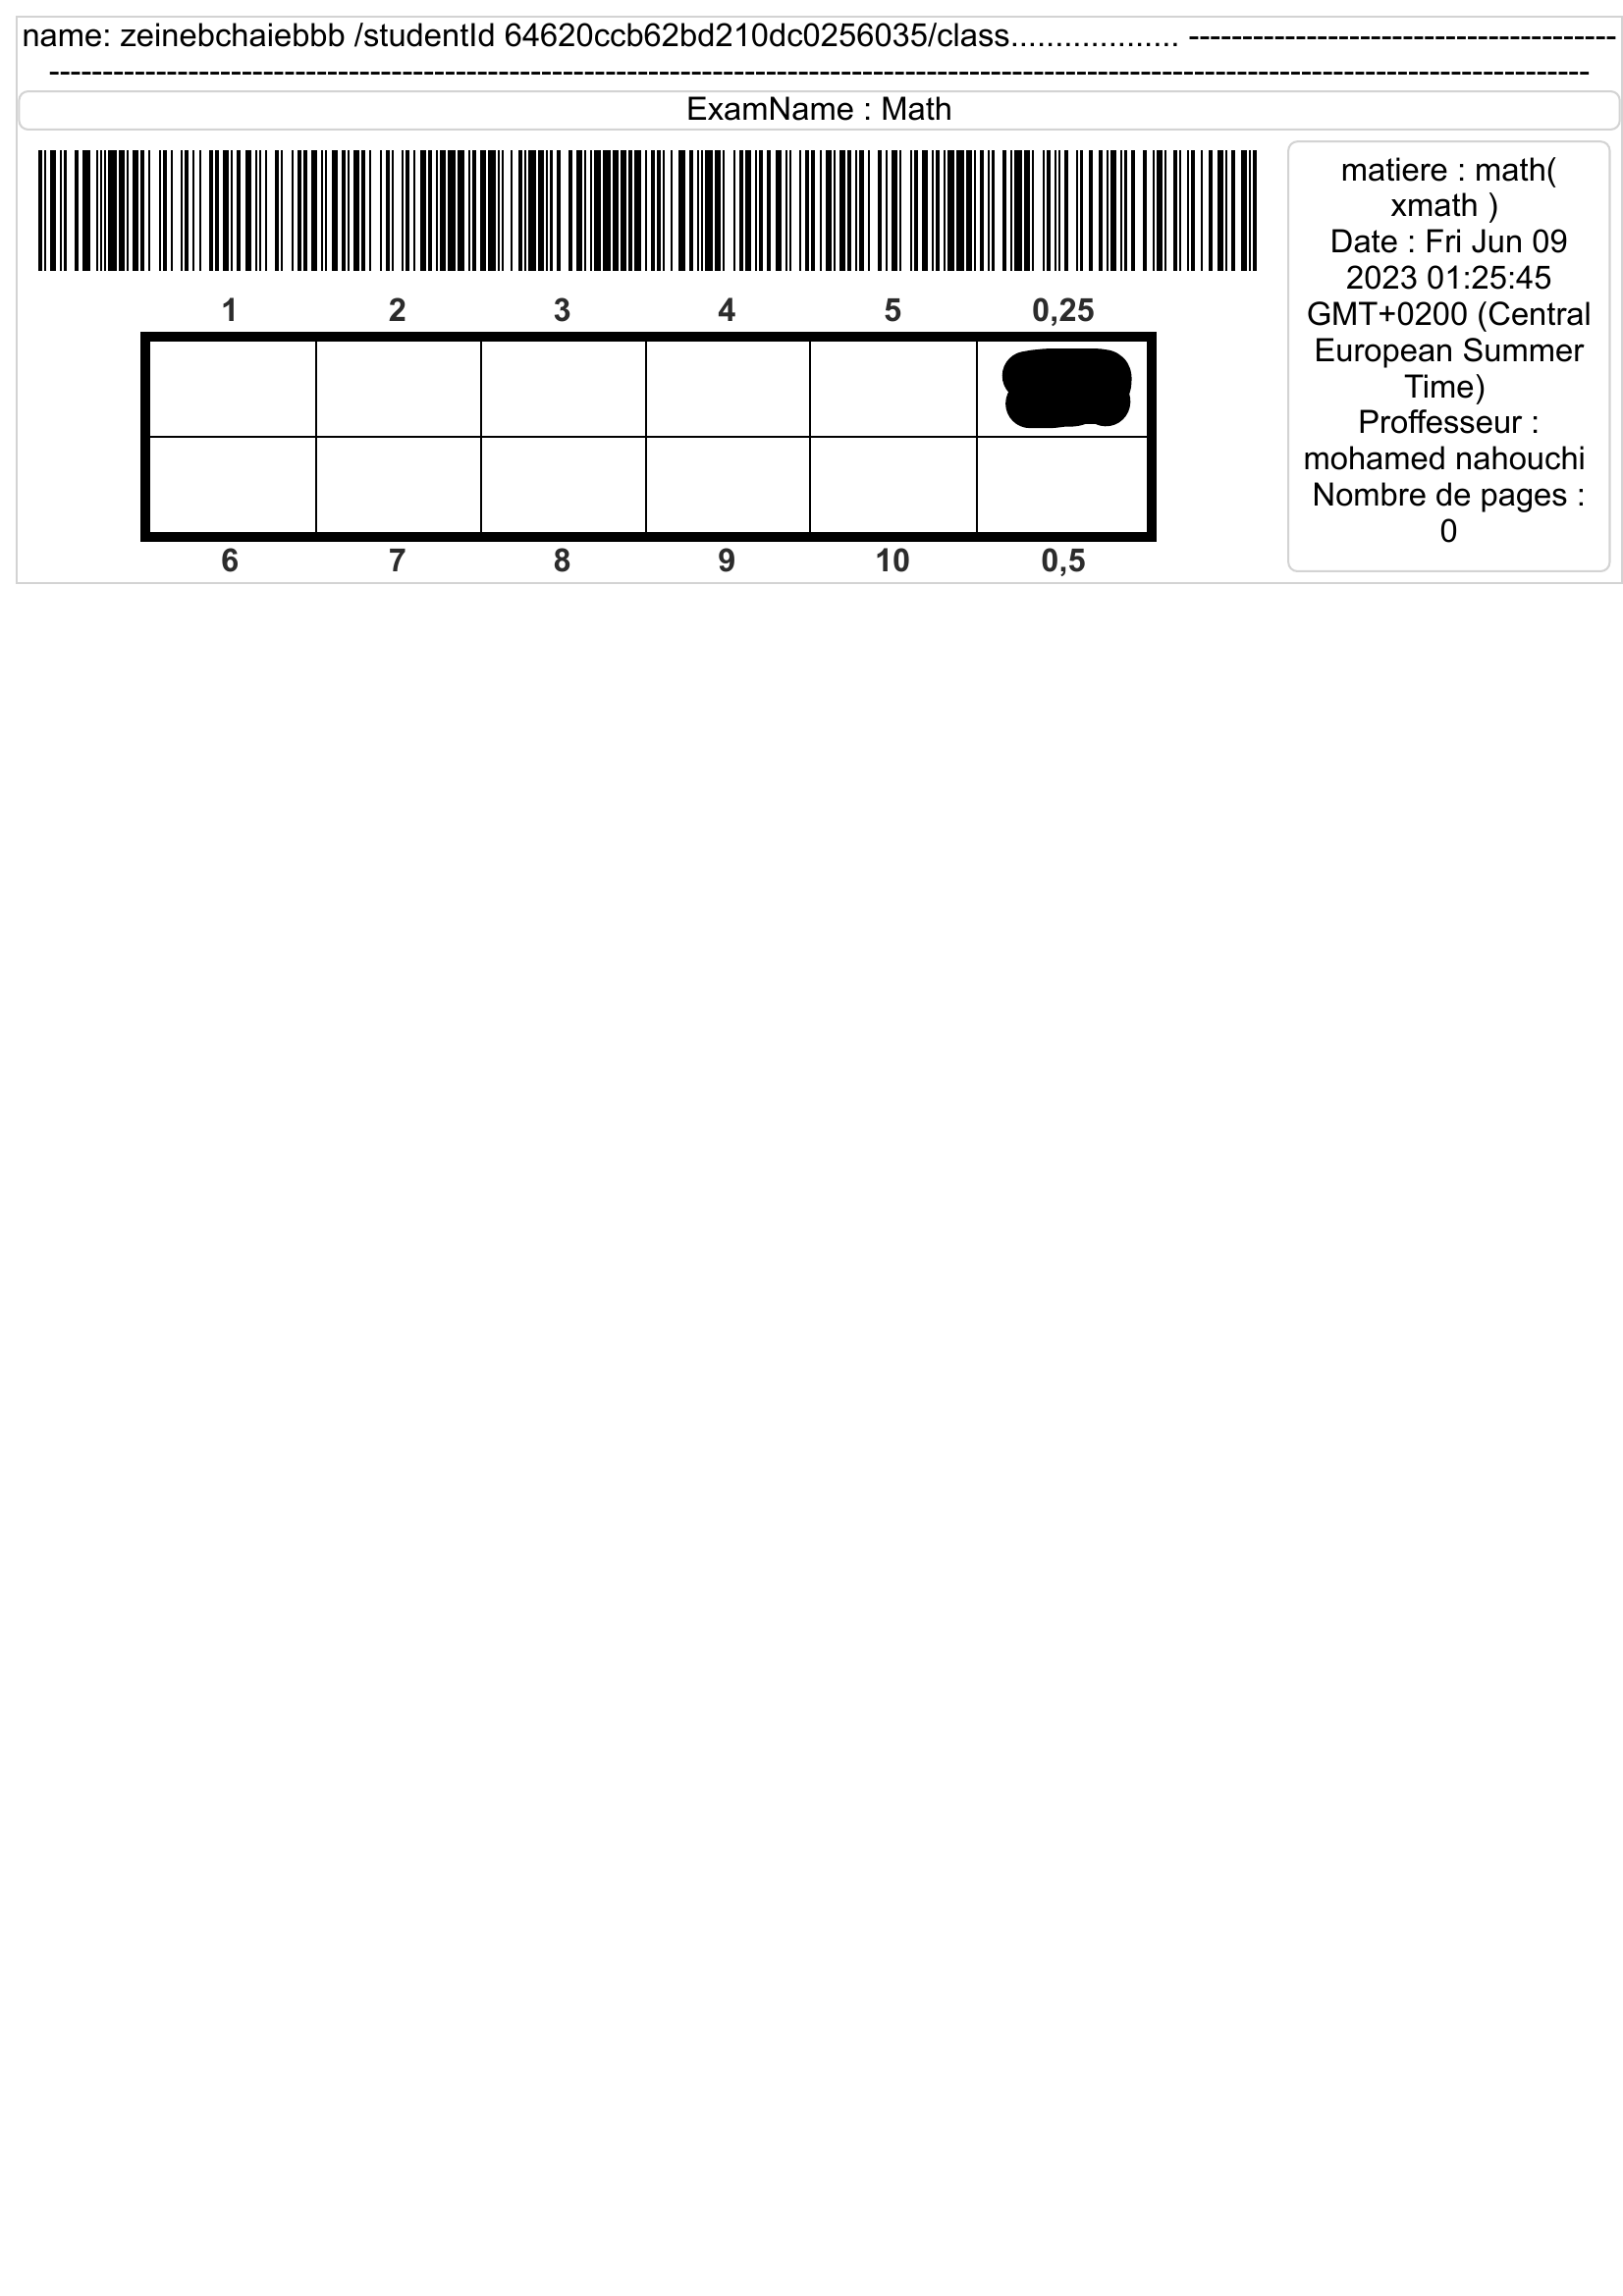 name: zeinebchaiebbb /studentId 64620ccb62bd210dc0256035/class................... ----------------------------------------
------------------------------------------------------------------------------------------------------------------------------------------------
ExamName : Math
matiere : math(
xmath )
Date : Fri Jun 09
2023 01:25:45
GMT+0200 (Central
European Summer
Time)
Proffesseur :
mohamed nahouchi
Nombre de pages :
0
1 2 3 4 5 0,25
6 7 8 9 10 0,5